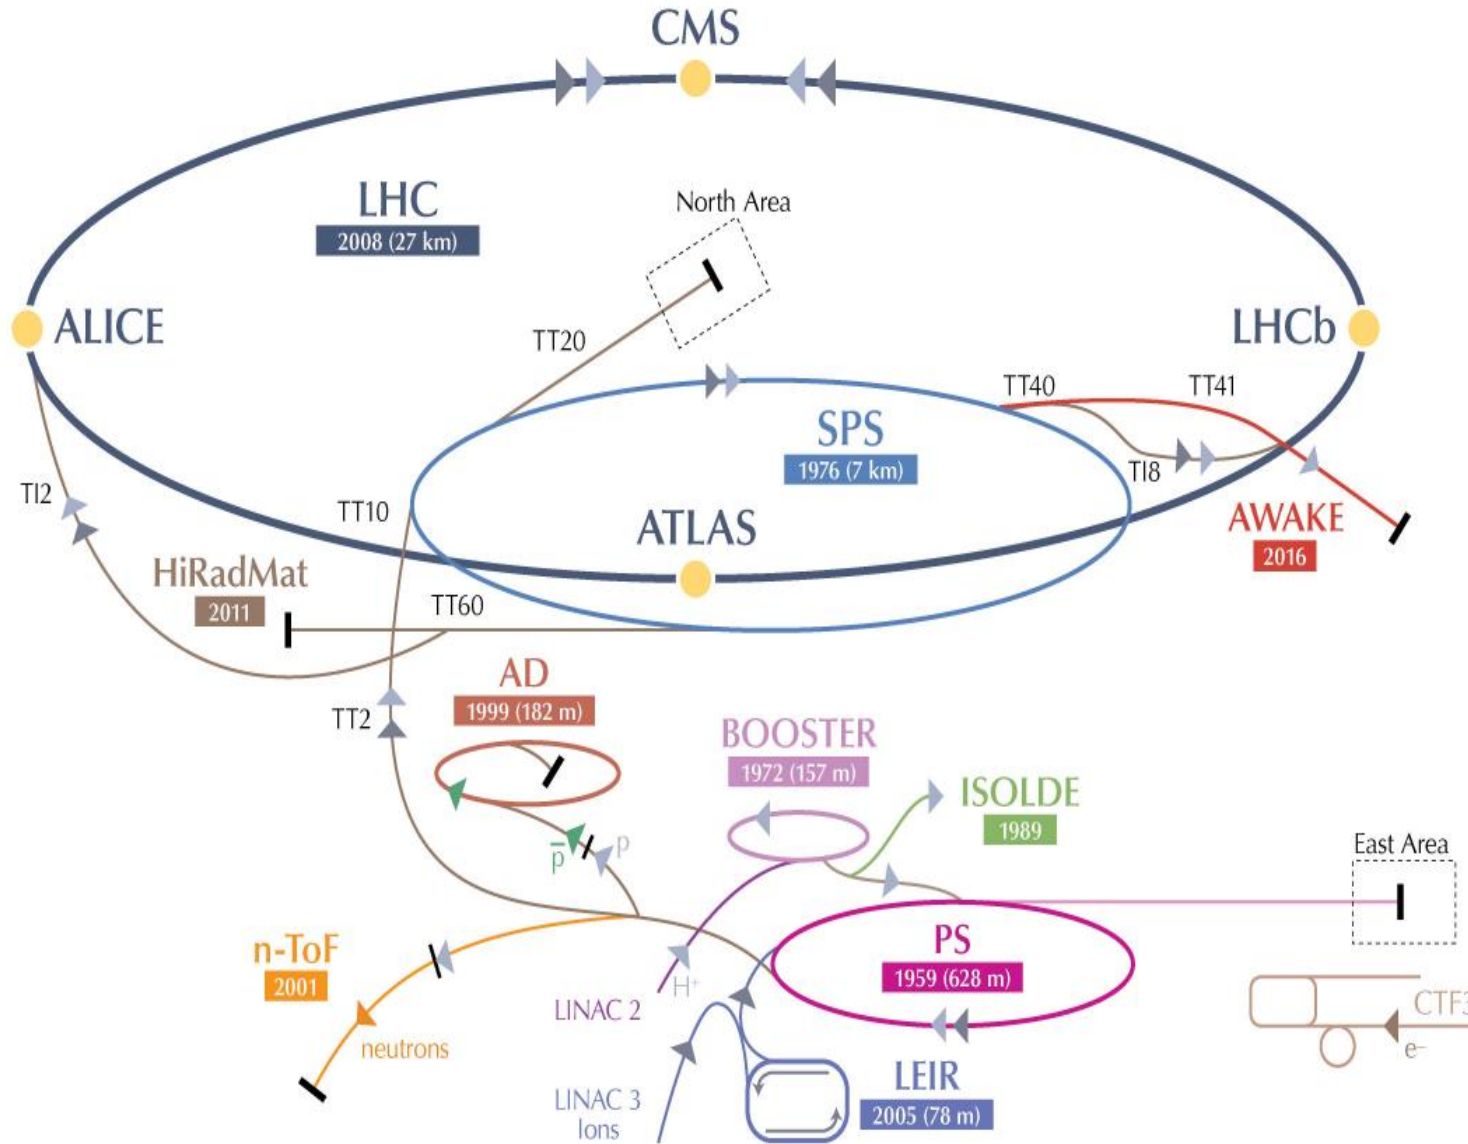 CMS
LHC
2008 (27 km)
North Area
ALICE
LHCb
TT20
TT40
TT41
SPS
1976 (7 km)
TI8
TI2
TT10
ATLAS
AWAKE
2016
HiRadMat
2011
TT60
AD
1999 (182 m)
TT2
BOOSTER
1972 (157 m)
ISOLDE
1989
p̅
p
East Area
n-ToF
2001
PS
1959 (628 m)
H⁺
LINAC 2
neutrons
CTF3
e⁻
LEIR
2005 (78 m)
LINAC 3
Ions